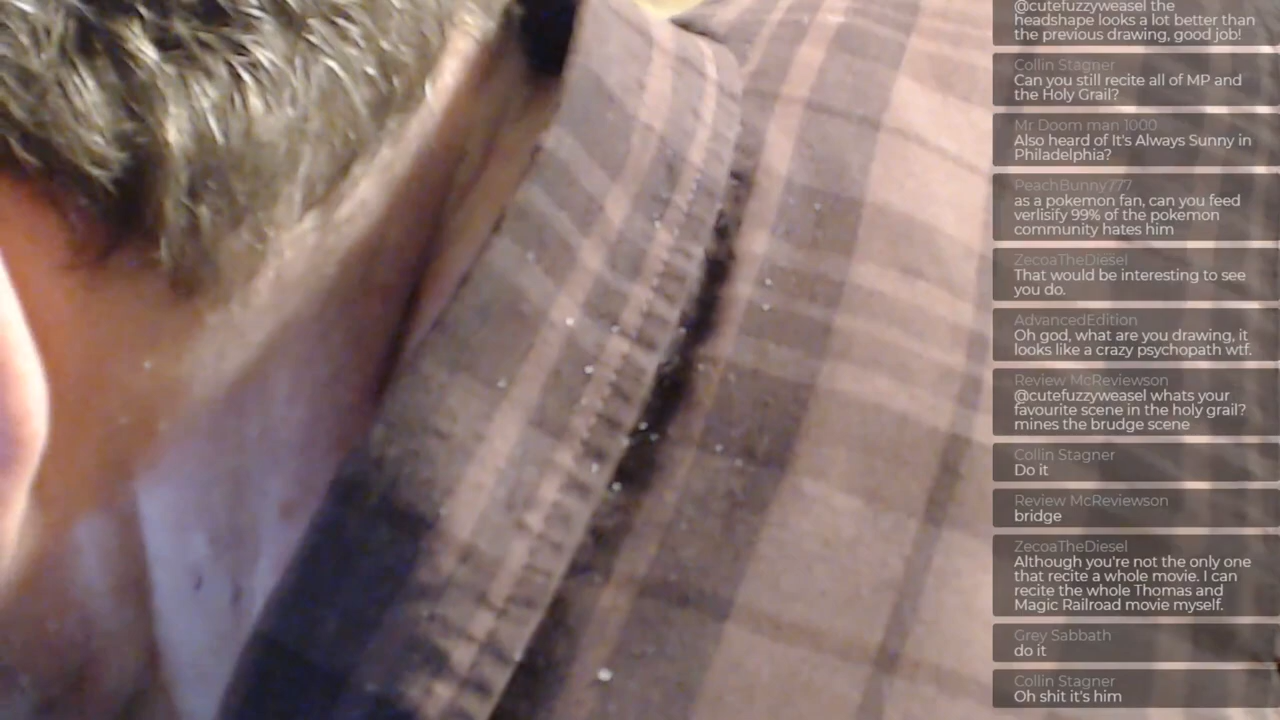 @cutefuzzyweasel the
headshape looks a lot better than
the previous drawing, good job!
Collin Stagner
Can you still recite all of MP and
the Holy Grail?
Mr Doom man 1000
Also heard of It's Always Sunny in
Philadelphia?
PeachBunny777
as a pokemon fan, can you feed
verlisify 99% of the pokemon
community hates him
ZecoaTheDiesel
That would be interesting to see
you do.
AdvancedEdition
Oh god, what are you drawing, it
looks like a crazy psychopath wtf.
Review McReviewson
@cutefuzzyweasel whats your
favourite scene in the holy grail?
mines the brudge scene
Collin Stagner
Do it
Review McReviewson
bridge
ZecoaTheDiesel
Although you're not the only one
that recite a whole movie. I can
recite the whole Thomas and
Magic Railroad movie myself.
Grey Sabbath
do it
Collin Stagner
Oh shit it's him